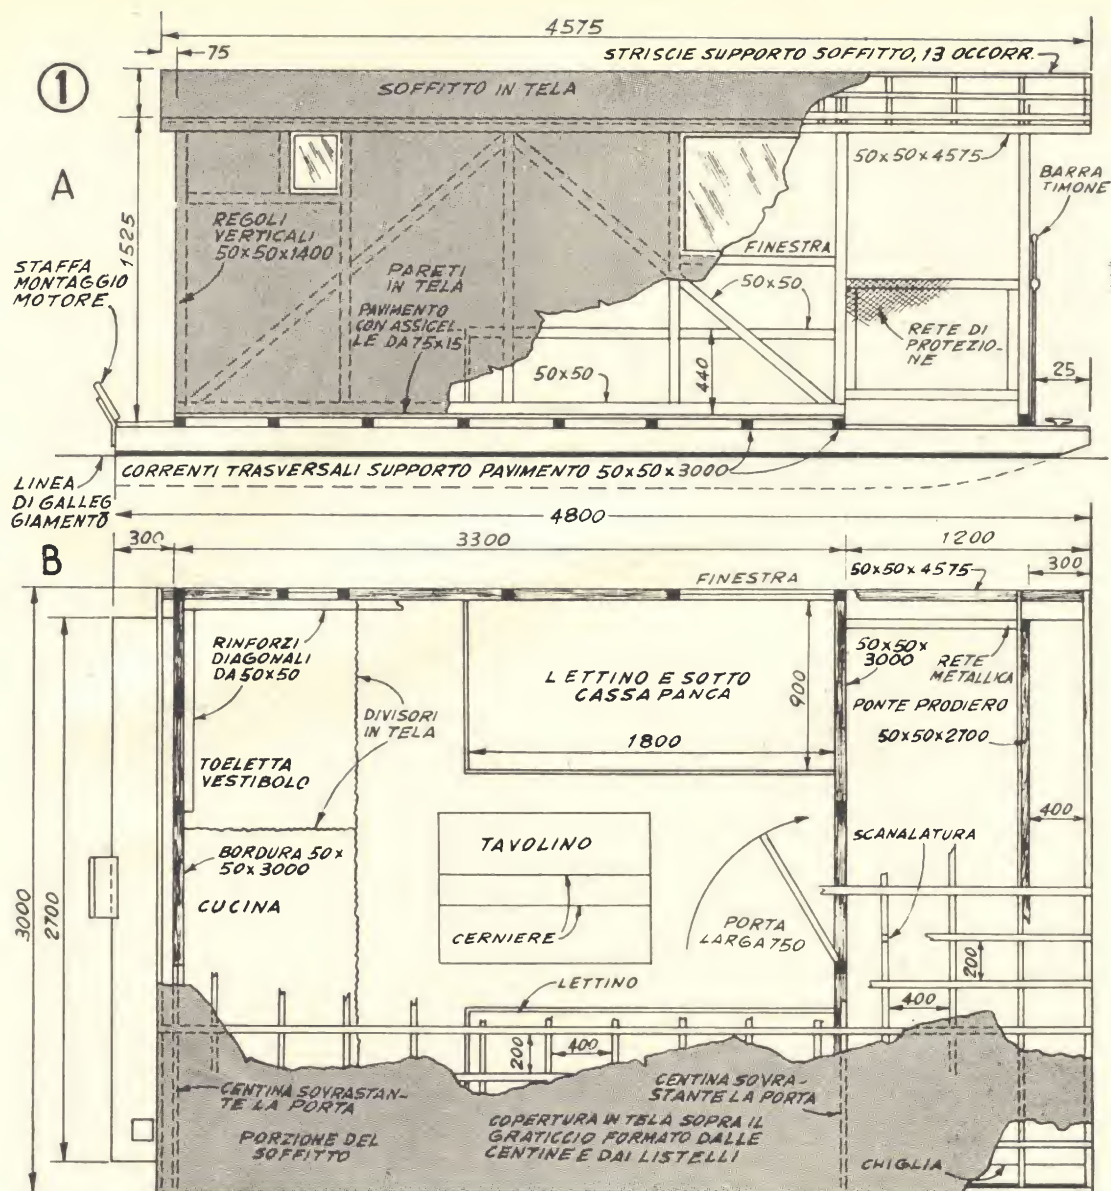 4575
75
STRISCIE SUPPORTO SOFFITTO, 13 OCCORR.
1
SOFFITTO IN TELA
A
50x50x4575
BARRA
TIMONE
1525
REGOLI
VERTICALI
50x50x1400
FINESTRA
STAFFA
MONTAGGIO
MOTORE
PARETI
IN TELA
50x50
PAVIMENTO
CON ASSICEL-
LE DA 75x15
RETE DI
PROTEZIO-
NE
440
50x50
25
CORRENTI TRASVERSALI SUPPORTO PAVIMENTO 50x50x3000
LINEA
DI GALLEG
GIAMENTO
4800
B
300
3300
1200
FINESTRA
50x50x4575
300
RINFORZI
DIAGONALI
DA 50x50
LETTINO E SOTTO
CASSA PANCA
900
50x50x
3000
RETE
METALLICA
DIVISORI
IN TELA
PONTE PRODIERO
1800
50x50x2700
TOELETTA
VESTIBOLO
400
TAVOLINO
SCANALATURA
BORDURA 50x
50x3000
3000
2700
CUCINA
CERNIERE
PORTA
LARGA 750
200
LETTINO
400
200
400
CENTINA SOVRASTAN-
TE LA PORTA
CENTINA SOVRA-
STANTE LA PORTA
PORZIONE DEL
SOFFITTO
COPERTURA IN TELA SOPRA IL
GRATICCIO FORMATO DALLE
CENTINE E DAI LISTELLI
CHIGLIA